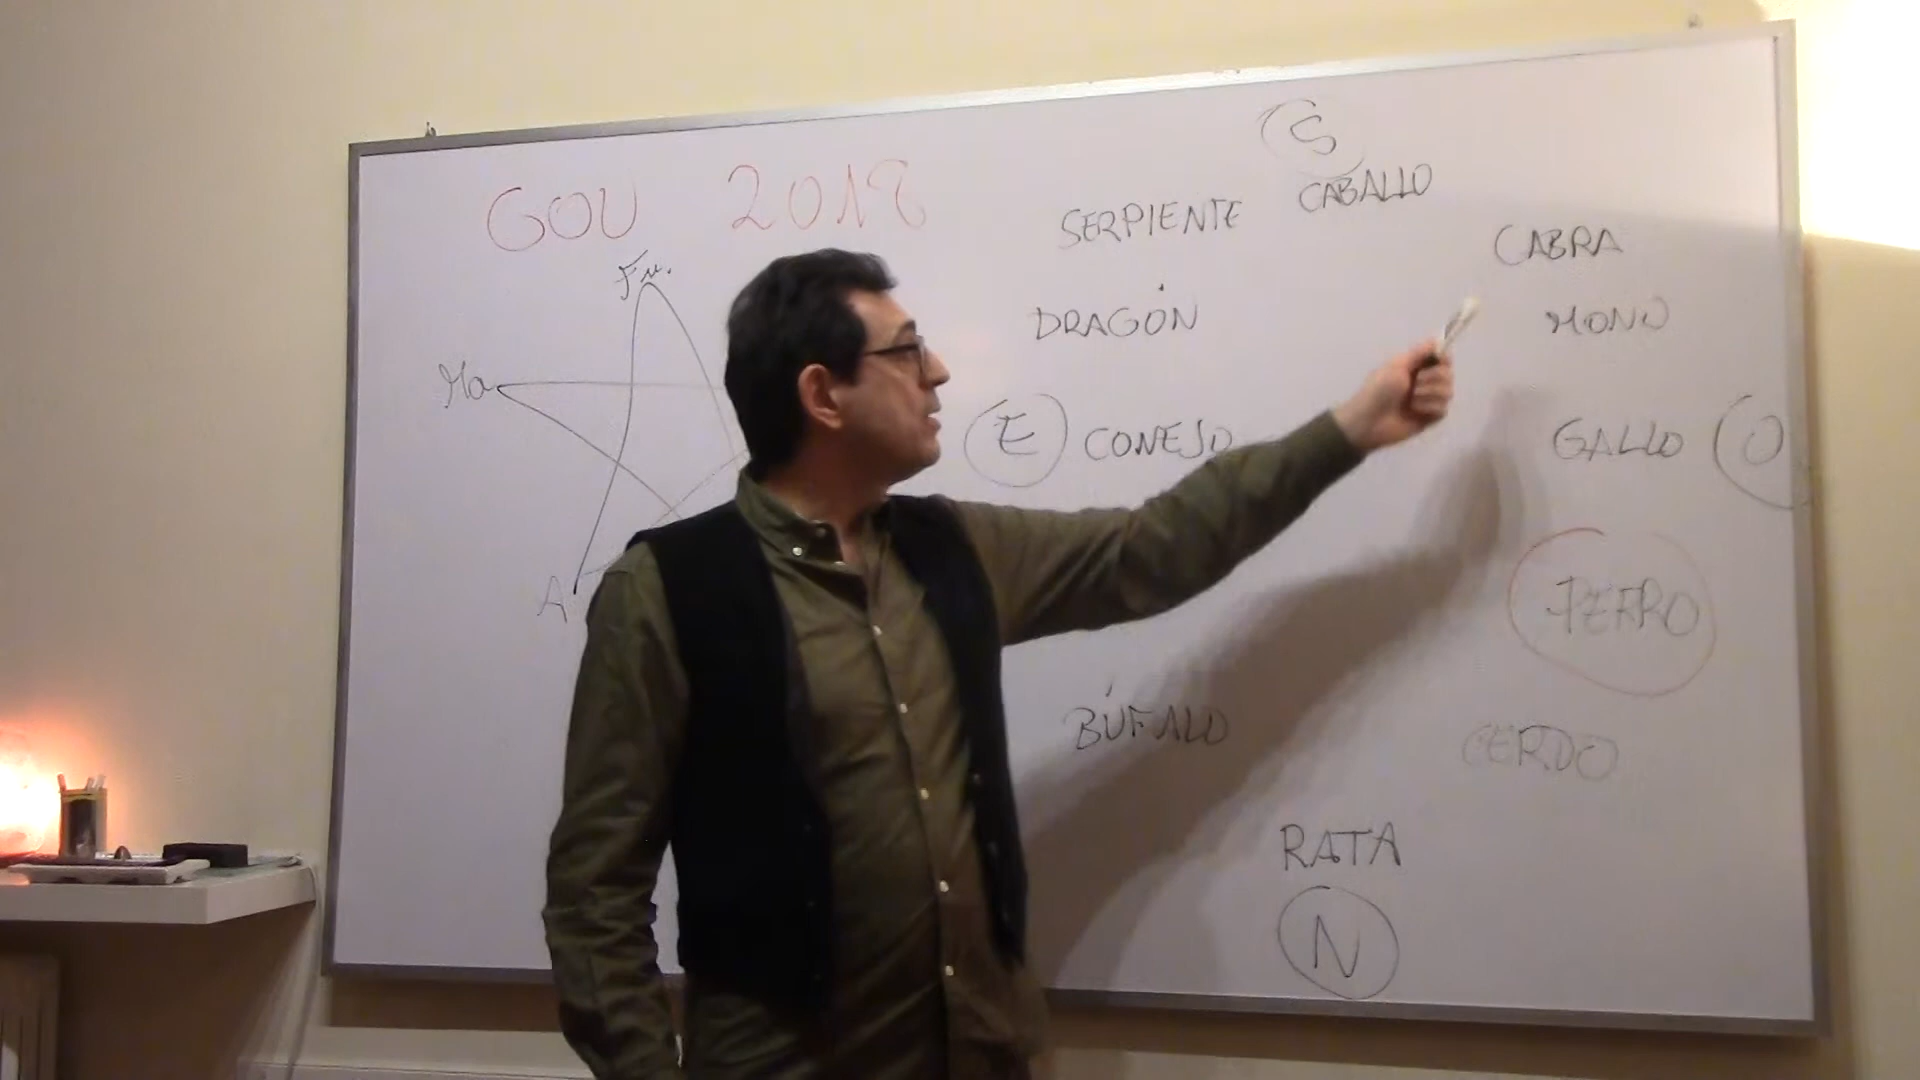 GOU 2018
Fu.
Ma
A
S
CABALLO
SERPIENTE
CABRA
DRAGÓN
MONO
E CONEJO
GALLO O
PERRO
BÚFALO
CERDO
RATA
N